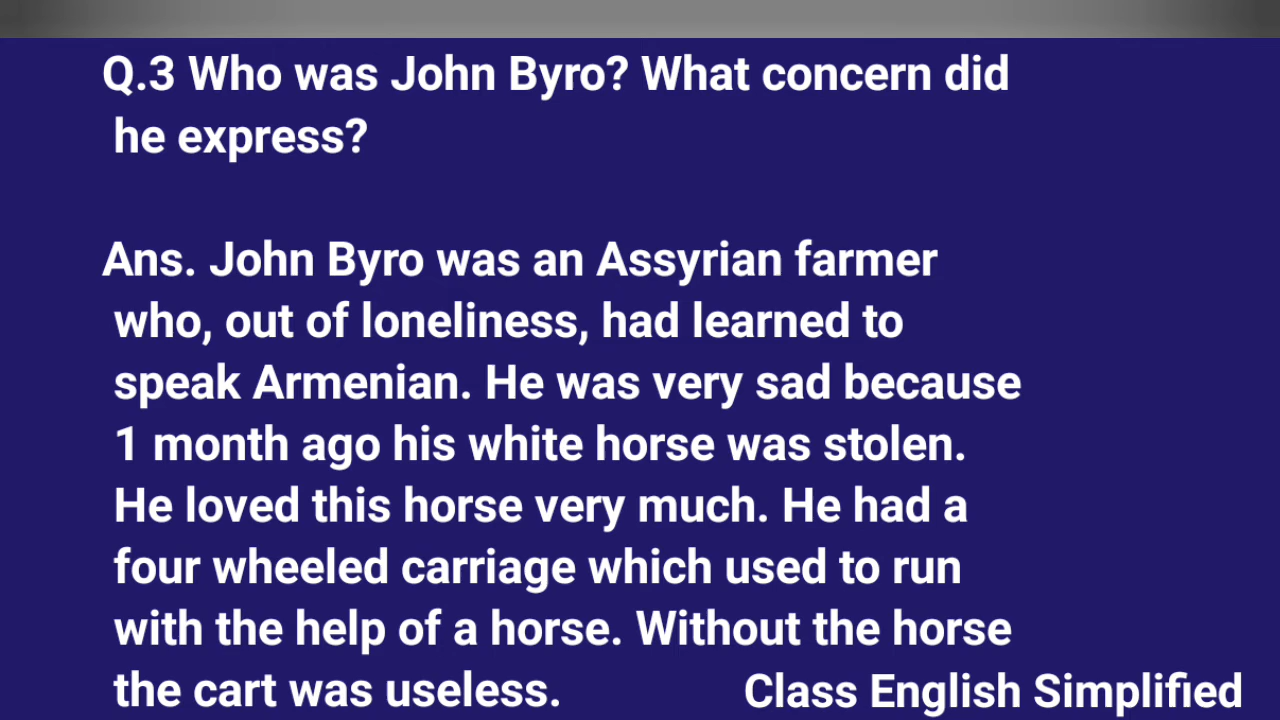 Q.3 Who was John Byro? What concern did
he express?
Ans. John Byro was an Assyrian farmer
who, out of loneliness, had learned to
speak Armenian. He was very sad because
1 month ago his white horse was stolen.
He loved this horse very much. He had a
four wheeled carriage which used to run
with the help of a horse. Without the horse
the cart was useless.
Class English Simplified